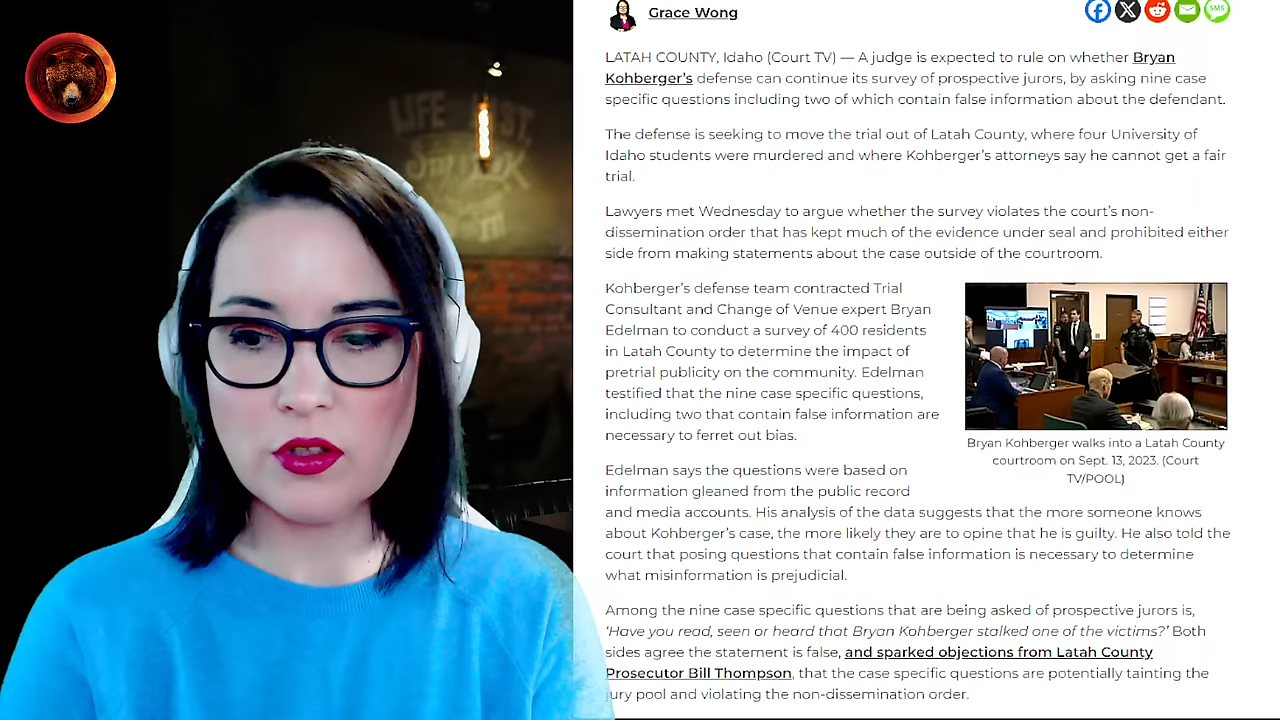 Grace Wong
SMS
LATAH COUNTY, Idaho (Court TV) — A judge is expected to rule on whether Bryan
Kohberger's defense can continue its survey of prospective jurors, by asking nine case
specific questions including two of which contain false information about the defendant.
The defense is seeking to move the trial out of Latah County, where four University of
Idaho students were murdered and where Kohberger's attorneys say he cannot get a fair
trial.
Lawyers met Wednesday to argue whether the survey violates the court's non-
dissemination order that has kept much of the evidence under seal and prohibited either
side from making statements about the case outside of the courtroom.
Kohberger's defense team contracted Trial
Consultant and Change of Venue expert Bryan
Edelman to conduct a survey of 400 residents
in Latah County to determine the impact of
pretrial publicity on the community. Edelman
testified that the nine case specific questions,
including two that contain false information are
necessary to ferret out bias.
Bryan Kohberger walks into a Latah County
courtroom on Sept. 13, 2023. (Court
TV/POOL)
Edelman says the questions were based on
information gleaned from the public record
and media accounts. His analysis of the data suggests that the more someone knows
about Kohberger's case, the more likely they are to opine that he is guilty. He also told the
court that posing questions that contain false information is necessary to determine
what misinformation is prejudicial.
Among the nine case specific questions that are being asked of prospective jurors is,
'Have you read, seen or heard that Bryan Kohberger stalked one of the victims?' Both
sides agree the statement is false, and sparked objections from Latah County
Prosecutor Bill Thompson, that the case specific questions are potentially tainting the
jury pool and violating the non-dissemination order.
LIFE